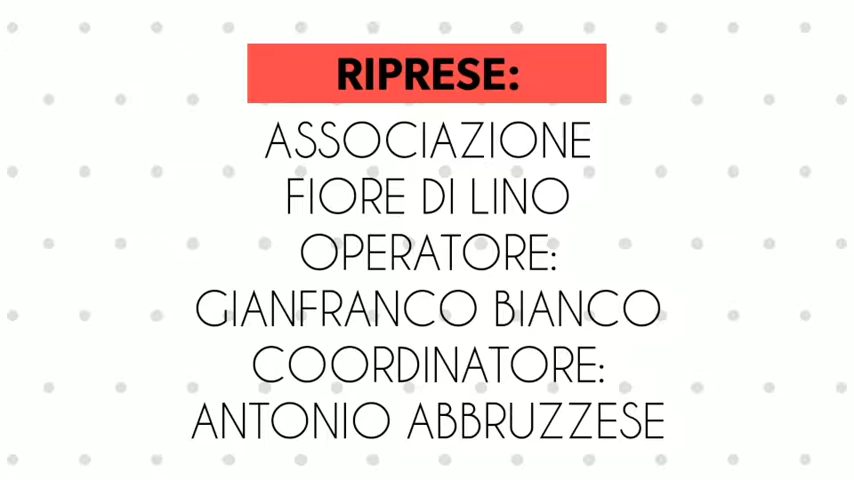 RIPRESE:
ASSOCIAZIONE
FIORE DI LINO
OPERATORE:
GIANFRANCO BIANCO
COORDINATORE:
ANTONIO ABBRUZZESE